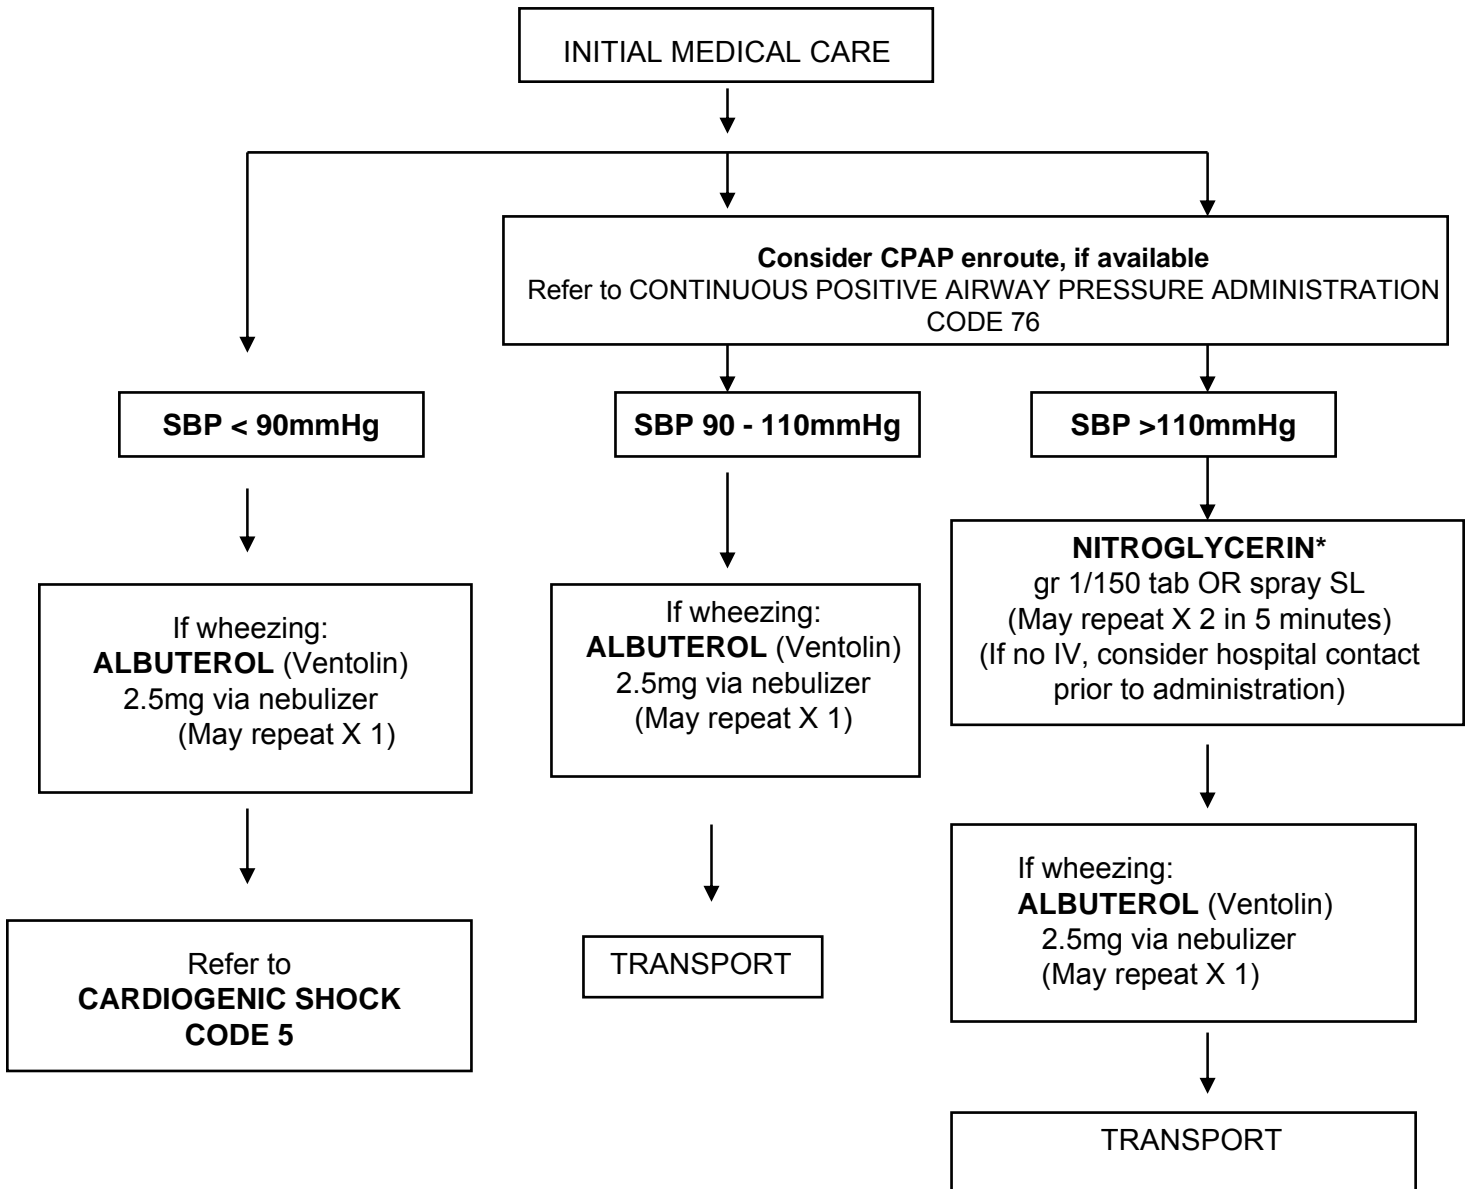 INITIAL MEDICAL CARE
Consider CPAP enroute, if available
Refer to CONTINUOUS POSITIVE AIRWAY PRESSURE ADMINISTRATION
CODE 76
SBP < 90mmHg
SBP 90 - 110mmHg
SBP >110mmHg
If wheezing:
ALBUTEROL (Ventolin)
2.5mg via nebulizer
(May repeat X 1)
If wheezing:
ALBUTEROL (Ventolin)
2.5mg via nebulizer
(May repeat X 1)
NITROGLYCERIN*
gr 1/150 tab OR spray SL
(May repeat X 2 in 5 minutes)
(If no IV, consider hospital contact
prior to administration)
Refer to
CARDIOGENIC SHOCK
CODE 5
TRANSPORT
If wheezing:
ALBUTEROL (Ventolin)
2.5mg via nebulizer
(May repeat X 1)
TRANSPORT